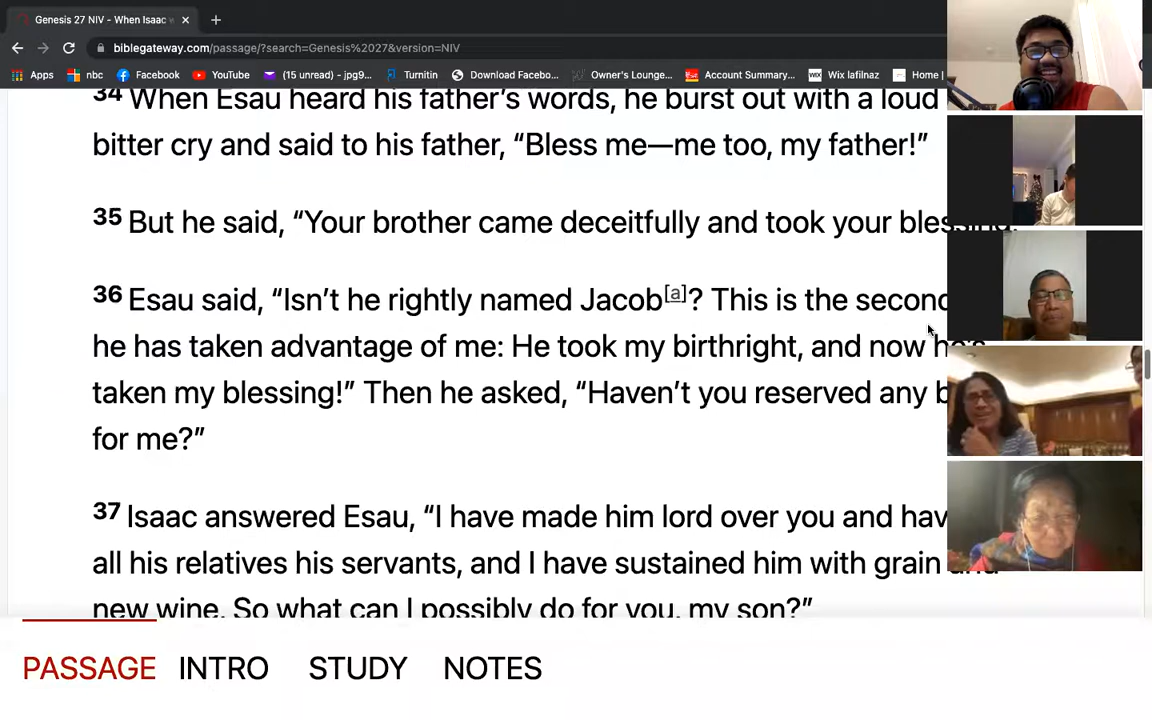 Genesis 27 NIV - When Isaac
biblegateway.com/passage/?search=Genesis%2027&version=NIV
Apps nbc Facebook YouTube (15 unread) - jpg9... Turnitin Download Facebo... Owner's Lounge... Account Summary... WIX Wix lafilnaz Home |
34 When Esau heard his father's words, he burst out with a loud
bitter cry and said to his father, “Bless me—me too, my father!”
35 But he said, “Your brother came deceitfully and took your blessing.
36 Esau said, “Isn’t he rightly named Jacob[a]? This is the second
he has taken advantage of me: He took my birthright, and now he’s
taken my blessing!” Then he asked, “Haven’t you reserved any
for me?”
37 Isaac answered Esau, “I have made him lord over you and
all his relatives his servants, and I have sustained him with grain and
new wine. So what can I possibly do for you, my son?”
PASSAGE INTRO STUDY NOTES